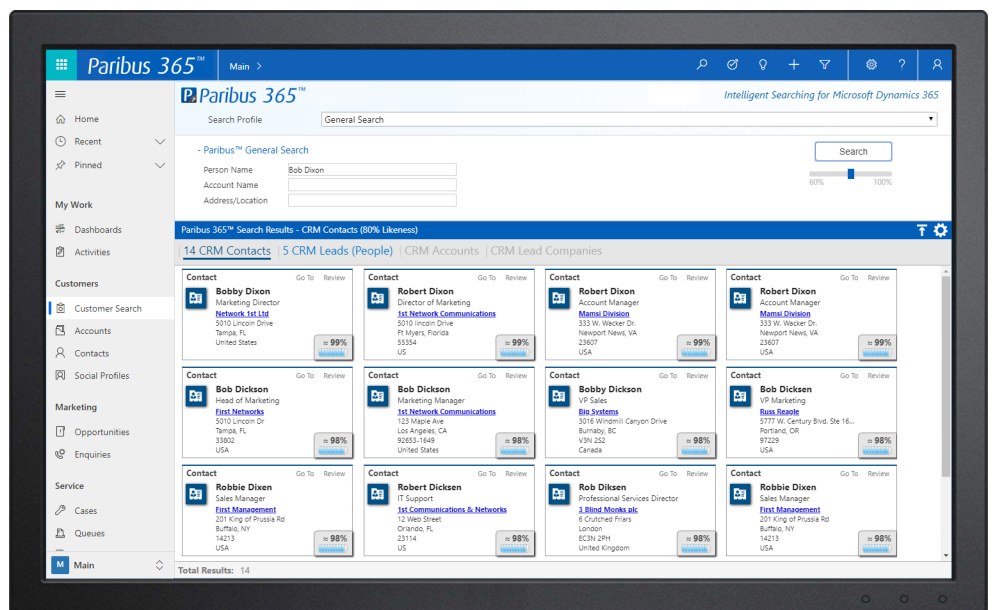 Paribus 365™
Main >
?
Home
Recent
Pinned
My Work
Dashboards
Activities
Customers
Customer Search
Accounts
Contacts
Social Profiles
Marketing
Opportunities
Enquiries
Service
Cases
Queues
M Main
Paribus 365™
Intelligent Searching for Microsoft Dynamics 365
Search Profile General Search
- Paribus™ General Search
Search
Person Name Bob Dixon
Account Name
Address/Location
60% 100%
Paribus 365™ Search Results - CRM Contacts (80% Likeness)
14 CRM Contacts | 5 CRM Leads (People) | CRM Accounts | CRM Lead Companies
Contact Go To Review
Bobby Dixon
Marketing Director
Network 1st Ltd
5010 Lincoln Drive
Tampa, FL
United States
≈ 99%
Contact Go To Review
Robert Dixon
Director of Marketing
1st Network Communications
5010 lincoln Drive
Ft Myers, Florida
55354
US
≈ 99%
Contact Go To Review
Robert Dixon
Account Manager
Mamsi Division
333 W. Wacker Dr.
Newport News, VA
23607
USA
≈ 99%
Contact Go To Review
Robert Dixon
Account Manager
Mamsi Division
333 W. Wacker Dr.
Newport News, VA
23607
USA
≈ 99%
Contact Go To Review
Bob Dickson
Head of Marketing
First Networks
5010 Lincoln Dr
Tampa, FL
33802
USA
≈ 98%
Contact Go To Review
Bob Dickson
Marketing Manager
1st Network Communications
123 Maple Ave
Los Angeles, CA
92653-1649
United States
≈ 98%
Contact Go To Review
Bobby Dickson
VP Sales
Big Systems
3016 Windmill Canyon Drive
Burnaby, BC
V3N 2S2
Canada
≈ 98%
Contact Go To Review
Bob Dicksen
VP Marketing
Russ Reagle
5777 W. Century Blvd. Ste 16...
Portland, OR
97229
USA
≈ 98%
Contact Go To Review
Robbie Dixen
Sales Manager
First Management
201 King of Prussia Rd
Buffalo, NY
14213
USA
≈ 98%
Contact Go To Review
Robert Dicksen
IT Support
1st Communications & Networks
12 Web Street
Orlando, FL
23114
US
≈ 98%
Contact Go To Review
Rob Diksen
Professional Services Director
3 Blind Monks plc
6 Crutched Friars
London
EC3N 2PH
United Kingdom
≈ 98%
Contact Go To Review
Robbie Dixen
Sales Manager
First Management
201 King of Prussia Rd
Buffalo, NY
14213
USA
≈ 98%
Total Results: 14